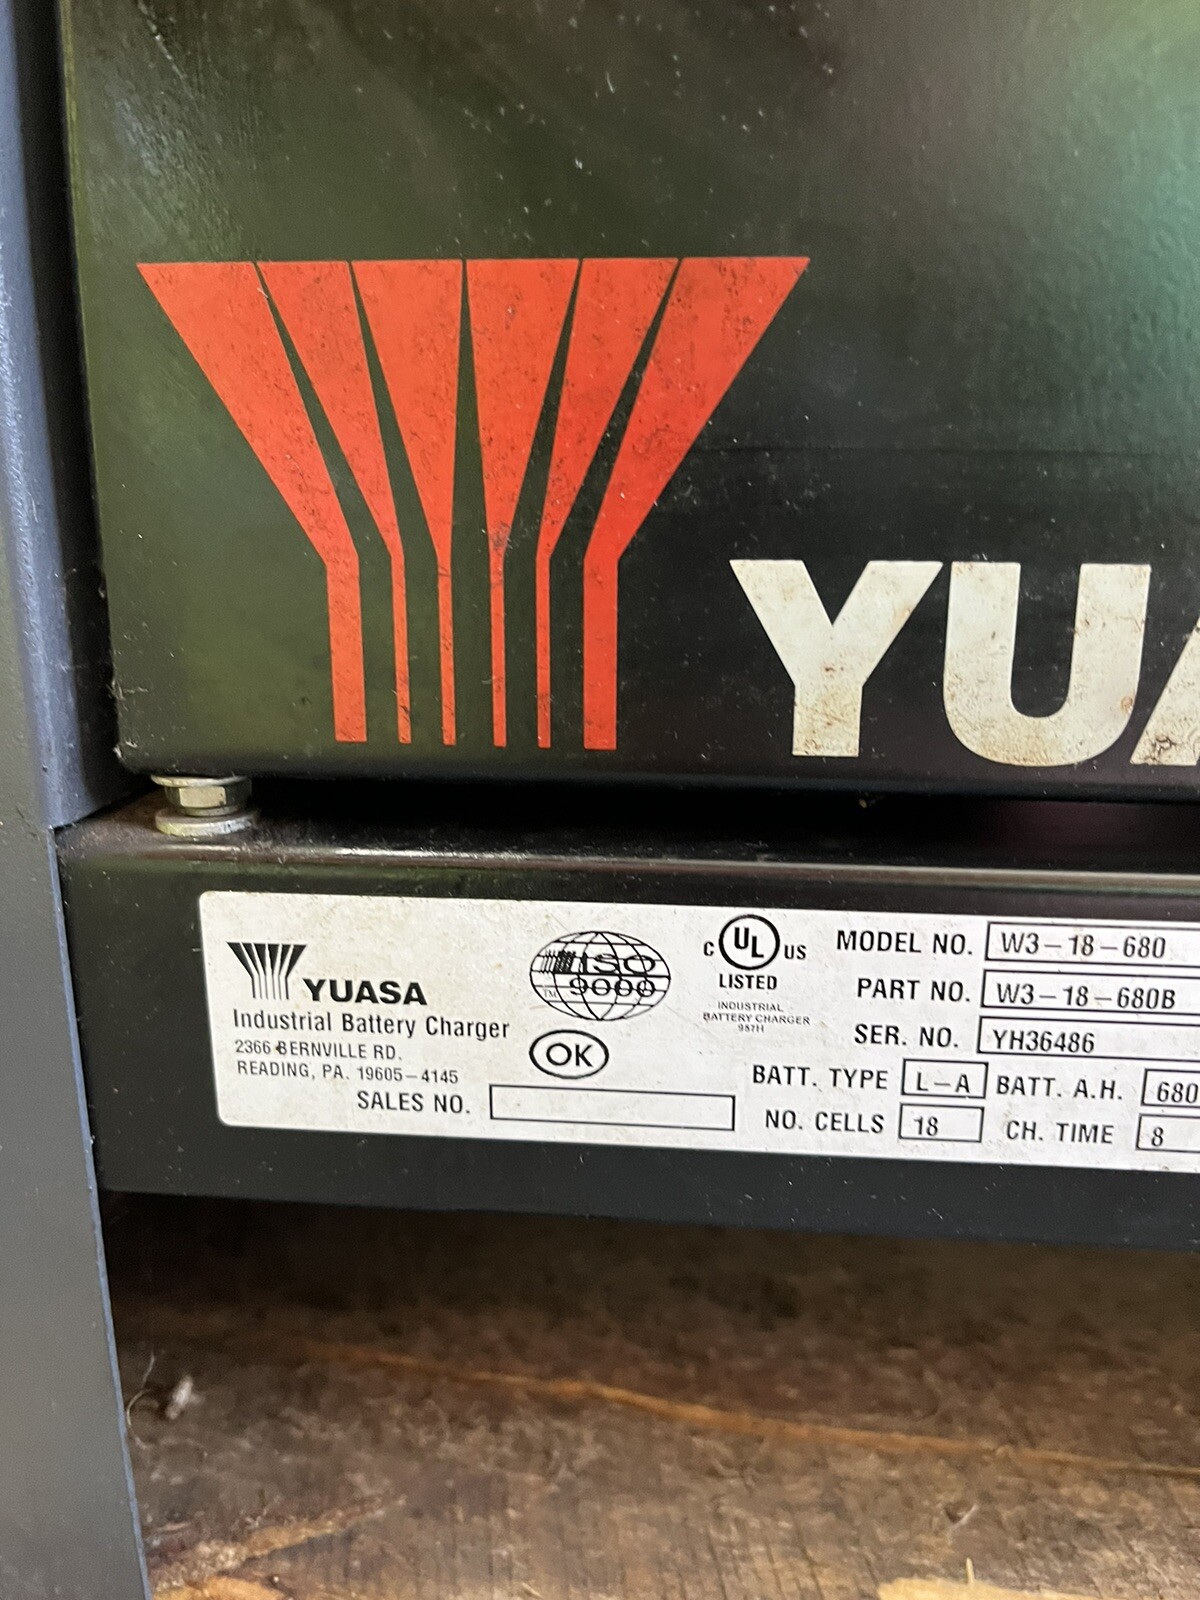 YUA
YUASA
Industrial Battery Charger
2366 BERNVILLE RD.
READING, PA. 19605-4145
SALES NO.
ISO
9000
TM
OK
C UL US
LISTED
INDUSTRIAL
BATTERY CHARGER
957H
MODEL NO. W3-18-680
PART NO. W3-18-680B
SER. NO. YH36486
BATT. TYPE L-A BATT. A.H. 680
NO. CELLS 18 CH. TIME 8